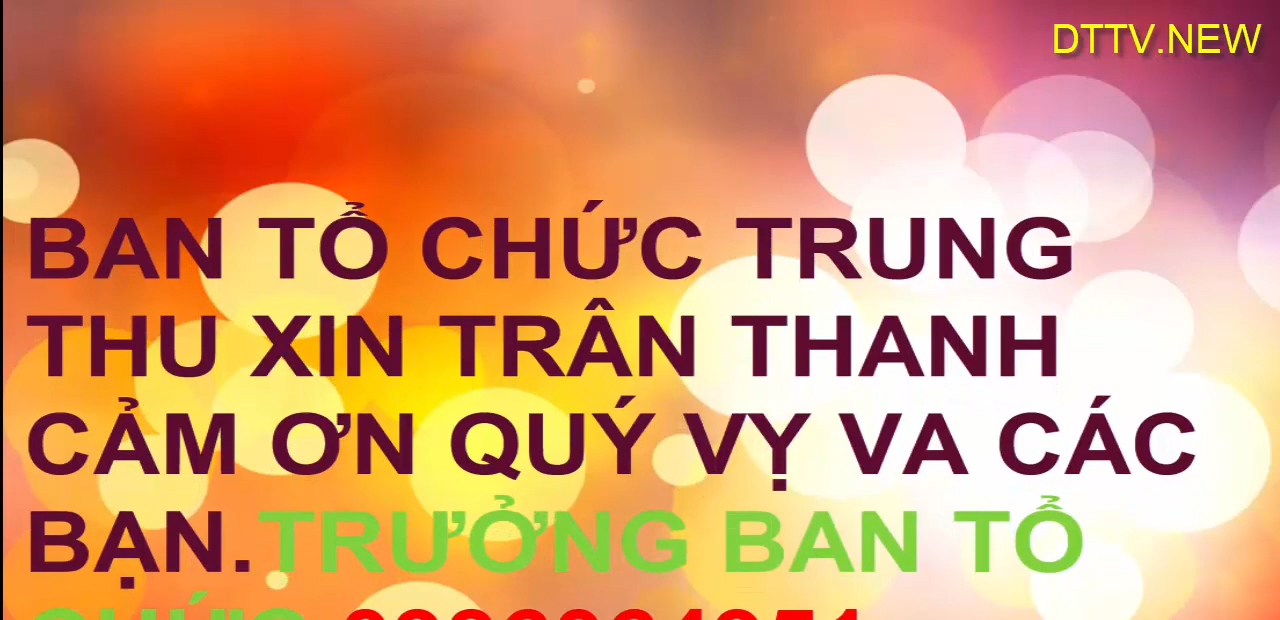 DTTV.NEW
BAN TỔ CHỨC TRUNG
THU XIN TRÂN THANH
CẢM ƠN QUÝ VỴ VA CÁC
BẠN.TRƯỞNG BAN TỔ
CHỨC